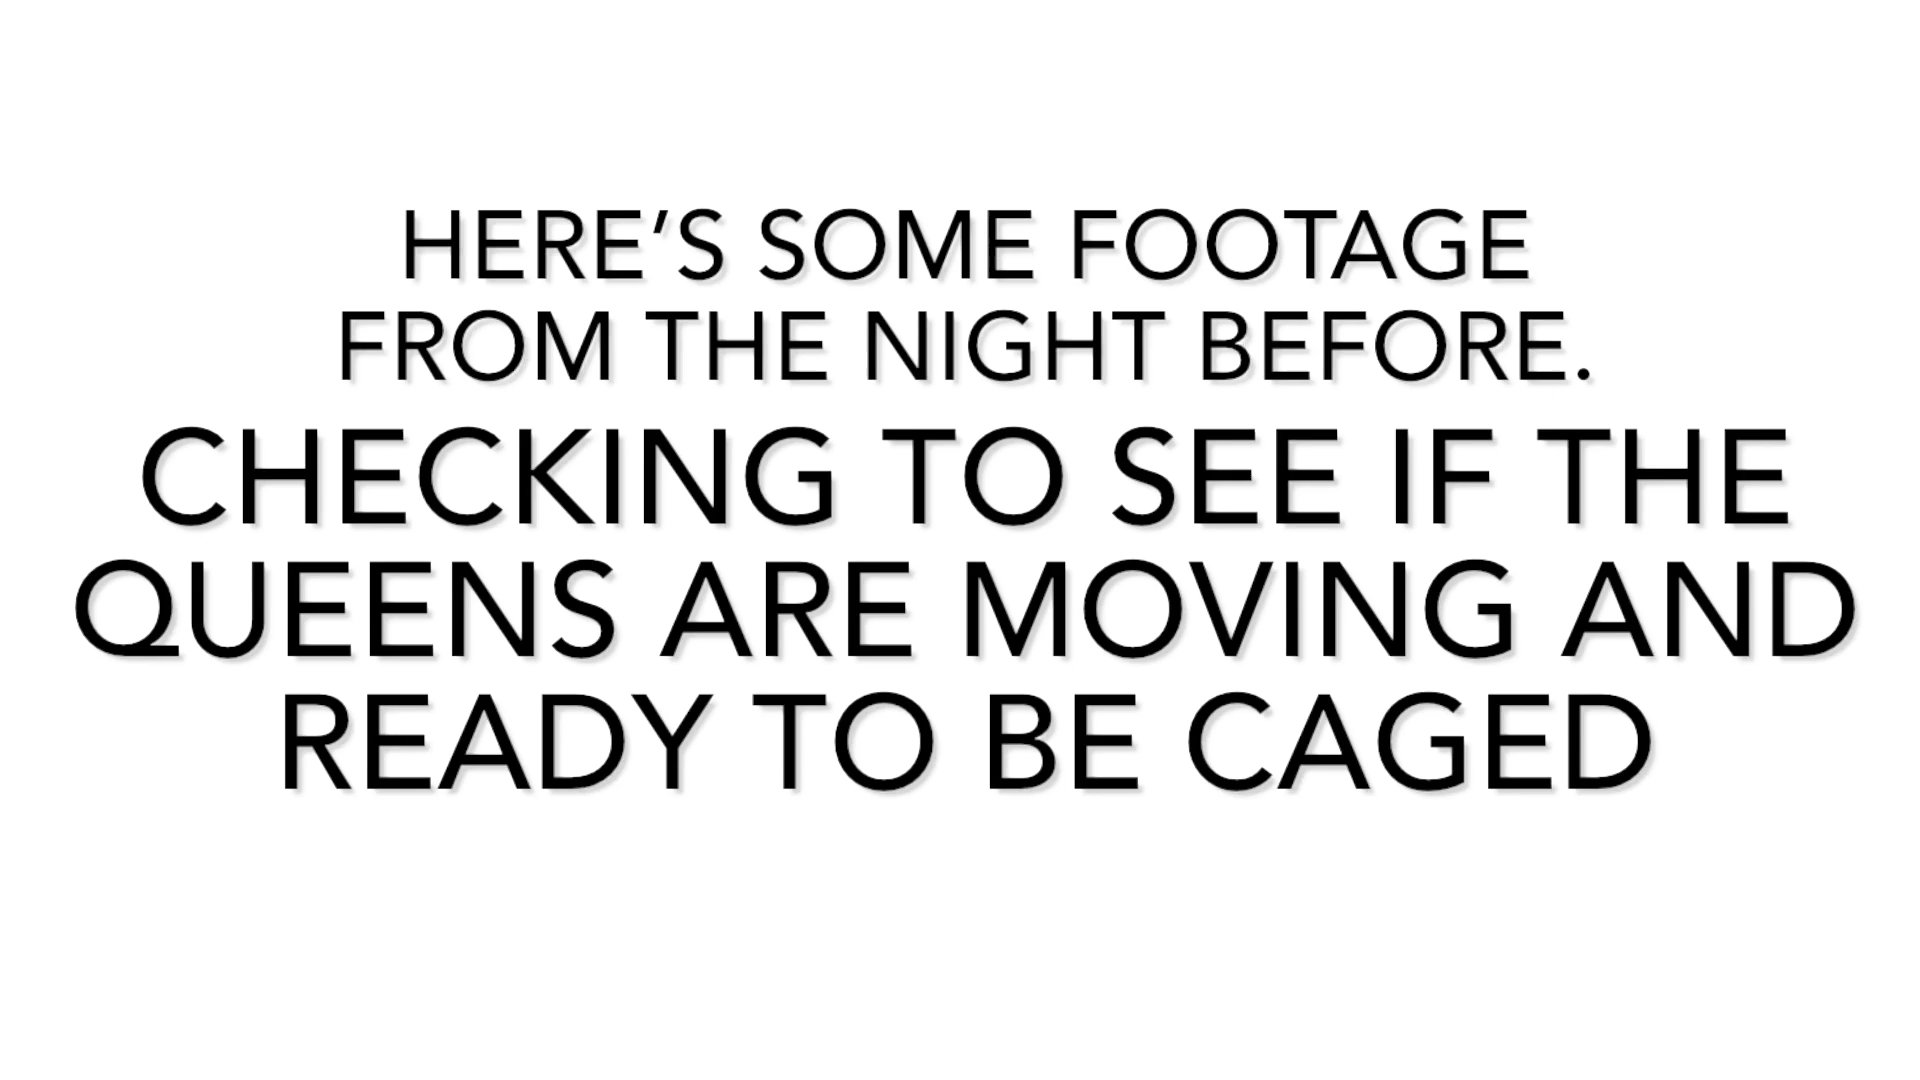 HERE’S SOME FOOTAGE
FROM THE NIGHT BEFORE.
CHECKING TO SEE IF THE
QUEENS ARE MOVING AND
READY TO BE CAGED